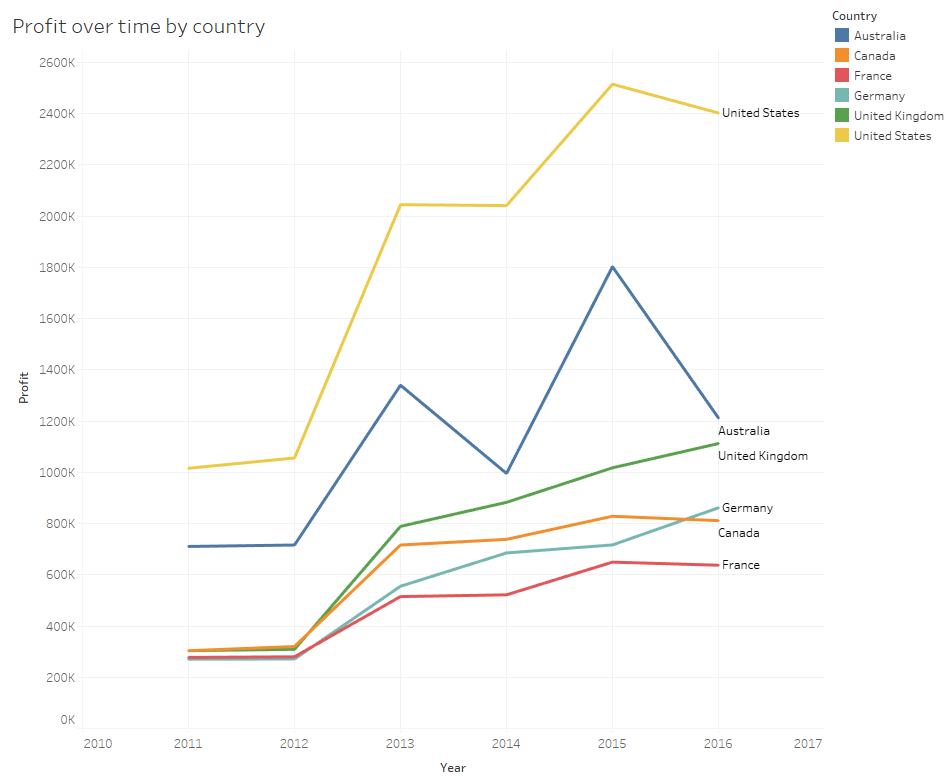 Profit over time by country
Country
Australia
Canada
France
Germany
United Kingdom
United States
2600K
2400K
2200K
2000K
1800K
1600K
1400K
1200K
1000K
800K
600K
400K
200K
0K
Profit
United States
Australia
United Kingdom
Germany
Canada
France
2010 2011 2012 2013 2014 2015 2016 2017
Year